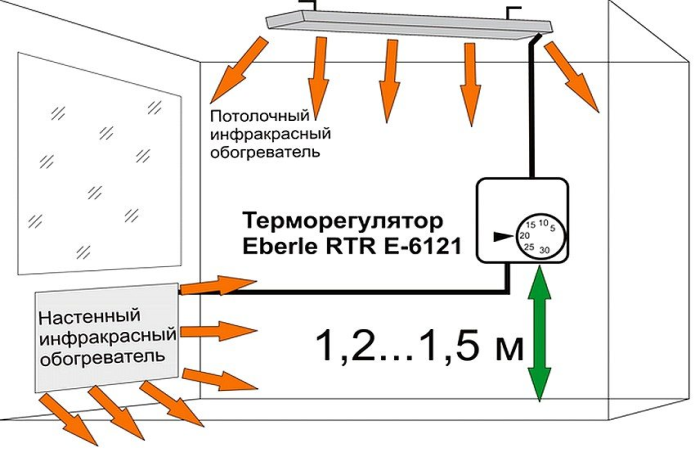 Потолочный
инфракрасный
обогреватель
Терморегулятор
Eberle RTR E-6121
15 10 5
20
25 30
Настенный
инфракрасный
обогреватель
1,2...1,5 м